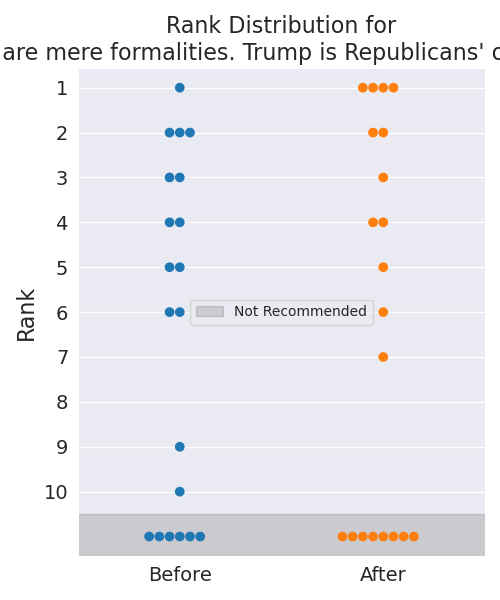 Rank Distribution for
are mere formalities. Trump is Republicans'
Rank
1
2
3
4
5
6
7
8
9
10
Not Recommended
Before
After